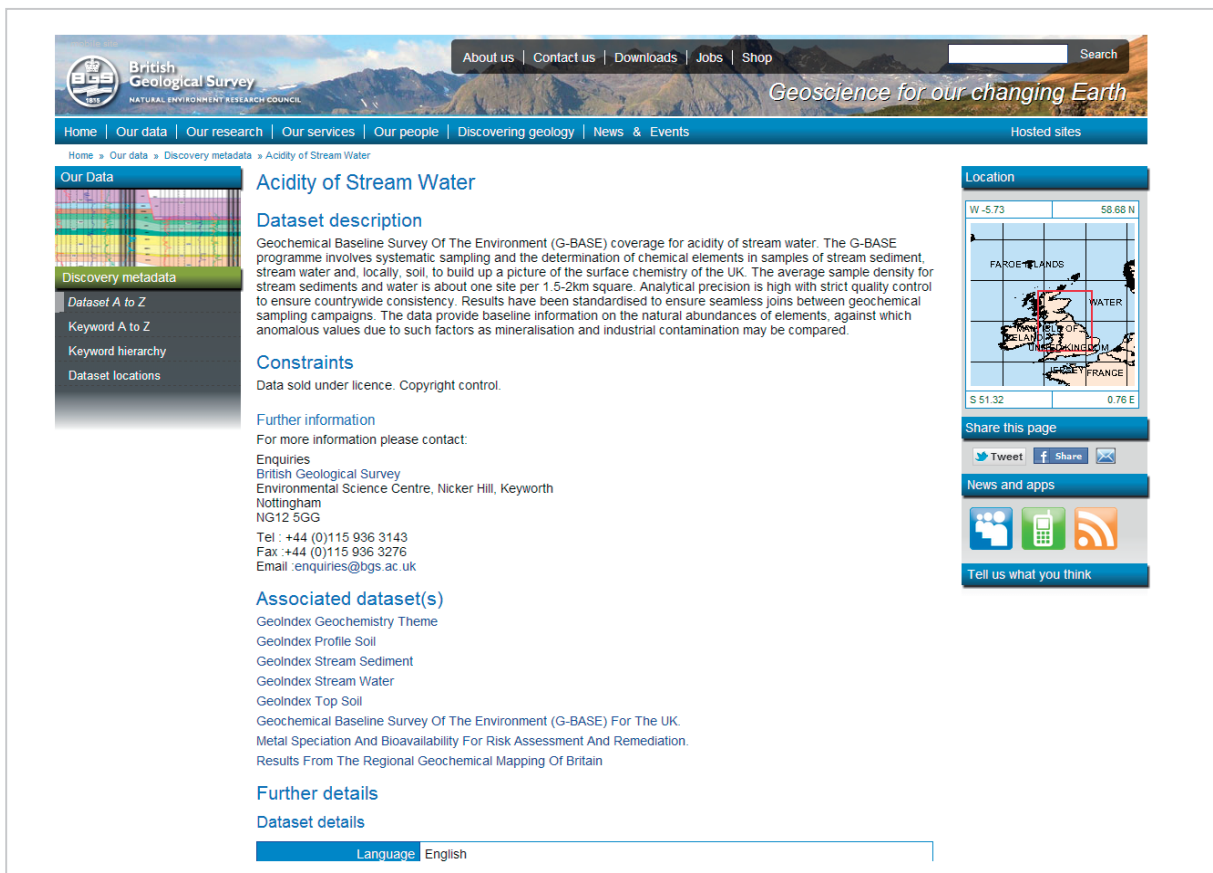 British
Geological Survey
NATURAL ENVIRONMENT RESEARCH COUNCIL
BGS
1835
About us | Contact us | Downloads | Jobs | Shop
Search
Geoscience for our changing Earth
Home | Our data | Our research | Our services | Our people | Discovering geology | News & Events
Hosted sites
Home » Our data » Discovery metadata » Acidity of Stream Water
Our Data
Discovery metadata
Dataset A to Z
Keyword A to Z
Keyword hierarchy
Dataset locations
Acidity of Stream Water
Dataset description
Geochemical Baseline Survey Of The Environment (G-BASE) coverage for acidity of stream water. The G-BASE
programme involves systematic sampling and the determination of chemical elements in samples of stream sediment,
stream water and, locally, soil, to build up a picture of the surface chemistry of the UK. The average sample density for
stream sediments and water is about one site per 1.5-2km square. Analytical precision is high with strict quality control
to ensure countrywide consistency. Results have been standardised to ensure seamless joins between geochemical
sampling campaigns. The data provide baseline information on the natural abundances of elements, against which
anomalous values due to such factors as mineralisation and industrial contamination may be compared.
Constraints
Data sold under licence. Copyright control.
Further information
For more information please contact:
Enquiries
British Geological Survey
Environmental Science Centre, Nicker Hill, Keyworth
Nottingham
NG12 5GG
Tel : +44 (0)115 936 3143
Fax :+44 (0)115 936 3276
Email :enquiries@bgs.ac.uk
Associated dataset(s)
GeoIndex Geochemistry Theme
GeoIndex Profile Soil
GeoIndex Stream Sediment
GeoIndex Stream Water
GeoIndex Top Soil
Geochemical Baseline Survey Of The Environment (G-BASE) For The UK.
Metal Speciation And Bioavailability For Risk Assessment And Remediation.
Results From The Regional Geochemical Mapping Of Britain
Further details
Dataset details
Language English
Location
W -5.73 58.68 N
WATER
UNITED KINGDOM
FRANCE
S 51.32 0.76 E
Share this page
Tweet
Share
News and apps
Tell us what you think